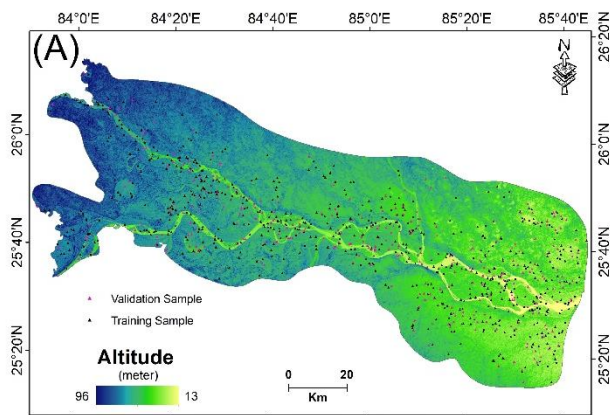 84°0'E 84°20'E 84°40'E 85°0'E 85°20'E 85°40'E
(A)
N
26°20'N
26°0'N 26°0'N
25°40'N 25°40'N
25°20'N 25°20'N
Validation Sample
Training Sample
Altitude
(meter)
96 13
0 20
Km